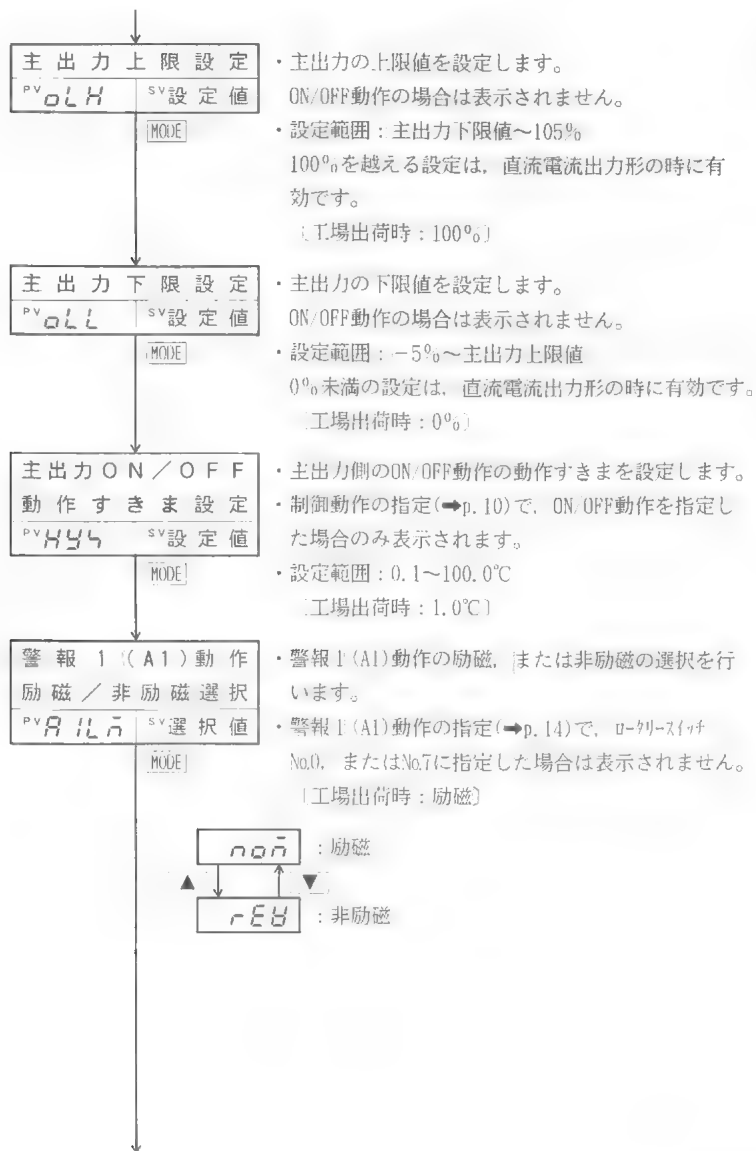 主出力上限設定
PV oLH SV設定値
MODE
・主出力の上限値を設定します。
ON/OFF動作の場合は表示されません。
・設定範囲：主出力下限値～105%
100%を越える設定は，直流電流出力形の時に有
効です。
〔工場出荷時：100%〕
主出力下限設定
PV oLL SV設定値
MODE
・主出力の下限値を設定します。
ON/OFF動作の場合は表示されません。
・設定範囲：－5%～主出力上限値
0%未満の設定は，直流電流出力形の時に有効です。
〔工場出荷時：0%〕
主出力ON／OFF
動作すきま設定
PV HYS SV設定値
MODE
・主出力側のON/OFF動作の動作すきまを設定します。
・制御動作の指定(➡p.10)で，ON/OFF動作を指定し
た場合のみ表示されます。
・設定範囲：0.1～100.0℃
〔工場出荷時：1.0℃〕
警報1(A1)動作
励磁／非励磁選択
PV A1Lm SV選択値
MODE
・警報1(A1)動作の励磁，または非励磁の選択を行
います。
・警報1(A1)動作の指定(➡p.14)で，ロータリースイッチ
No.0，またはNo.7に指定した場合は表示されません。
〔工場出荷時：励磁〕
nom ：励磁
▲ ▼
rEV ：非励磁